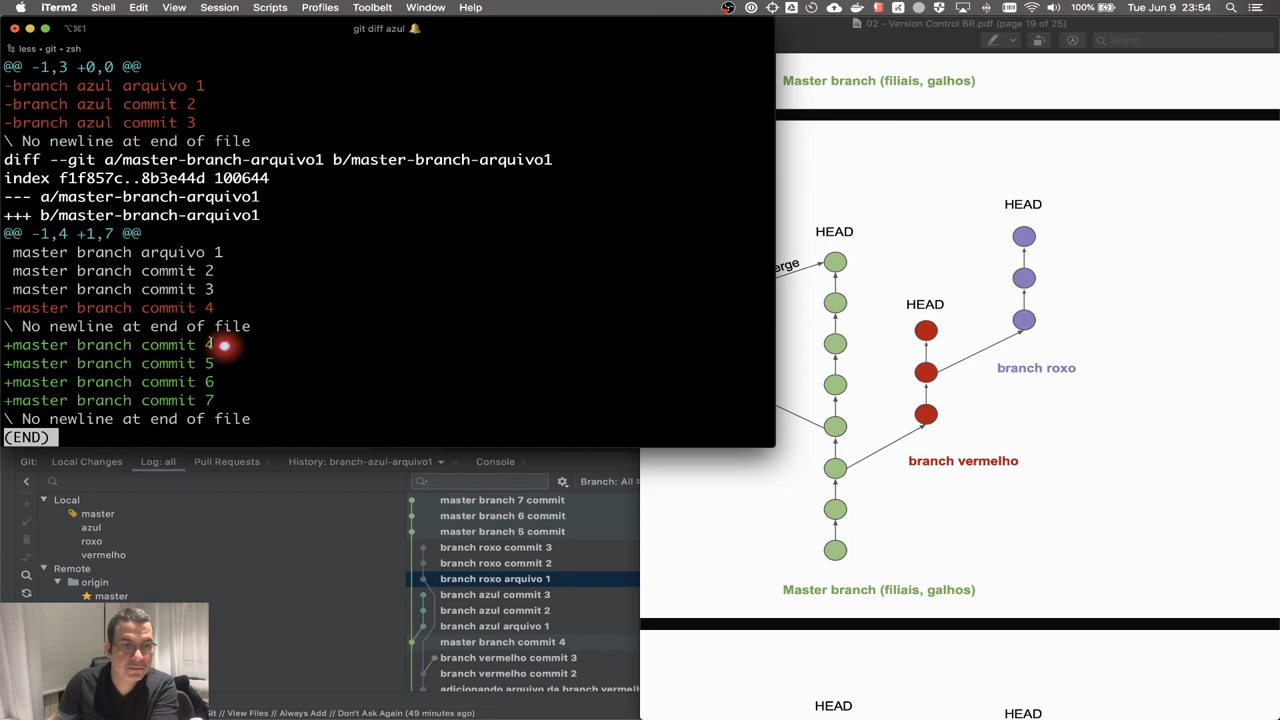 iTerm2 Shell Edit View Session Scripts Profiles Toolbelt Window Help
100% Tue Jun 9 23:54
⌥⌘1
git diff azul 🔔
less • git • zsh
@@ -1,3 +0,0 @@
-branch azul arquivo 1
-branch azul commit 2
-branch azul commit 3
\ No newline at end of file
diff --git a/master-branch-arquivo1 b/master-branch-arquivo1
index f1f857c..8b3e44d 100644
--- a/master-branch-arquivo1
+++ b/master-branch-arquivo1
@@ -1,4 +1,7 @@
master branch arquivo 1
master branch commit 2
master branch commit 3
-master branch commit 4
\ No newline at end of file
+master branch commit 4
+master branch commit 5
+master branch commit 6
+master branch commit 7
\ No newline at end of file
(END)
02 - Version Control BR.pdf (page 19 of 25)
Search
Master branch (filiais, galhos)
HEAD
HEAD
erge
HEAD
branch roxo
branch vermelho
Master branch (filiais, galhos)
HEAD
HEAD
Git: Local Changes Log: all Pull Requests History: branch-azul-arquivo1 Console
Branch: All
Local
master
azul
roxo
vermelho
Remote
origin
master
master branch 7 commit
master branch 6 commit
master branch 5 commit
branch roxo commit 3
branch roxo commit 2
branch roxo arquivo 1
branch azul commit 3
branch azul commit 2
branch azul arquivo 1
master branch commit 4
branch vermelho commit 3
branch vermelho commit 2
adicionando arquivo da branch vermelh
it // View Files // Always Add // Don't Ask Again (49 minutes ago)